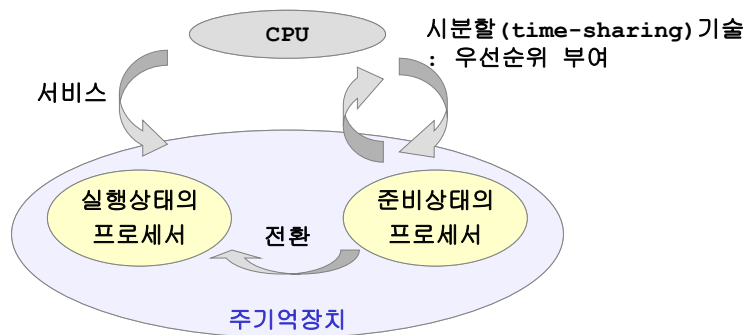 CPU
시분할(time-sharing)기술
: 우선순위 부여
서비스
실행상태의
프로세서
준비상태의
프로세서
전환
주기억장치